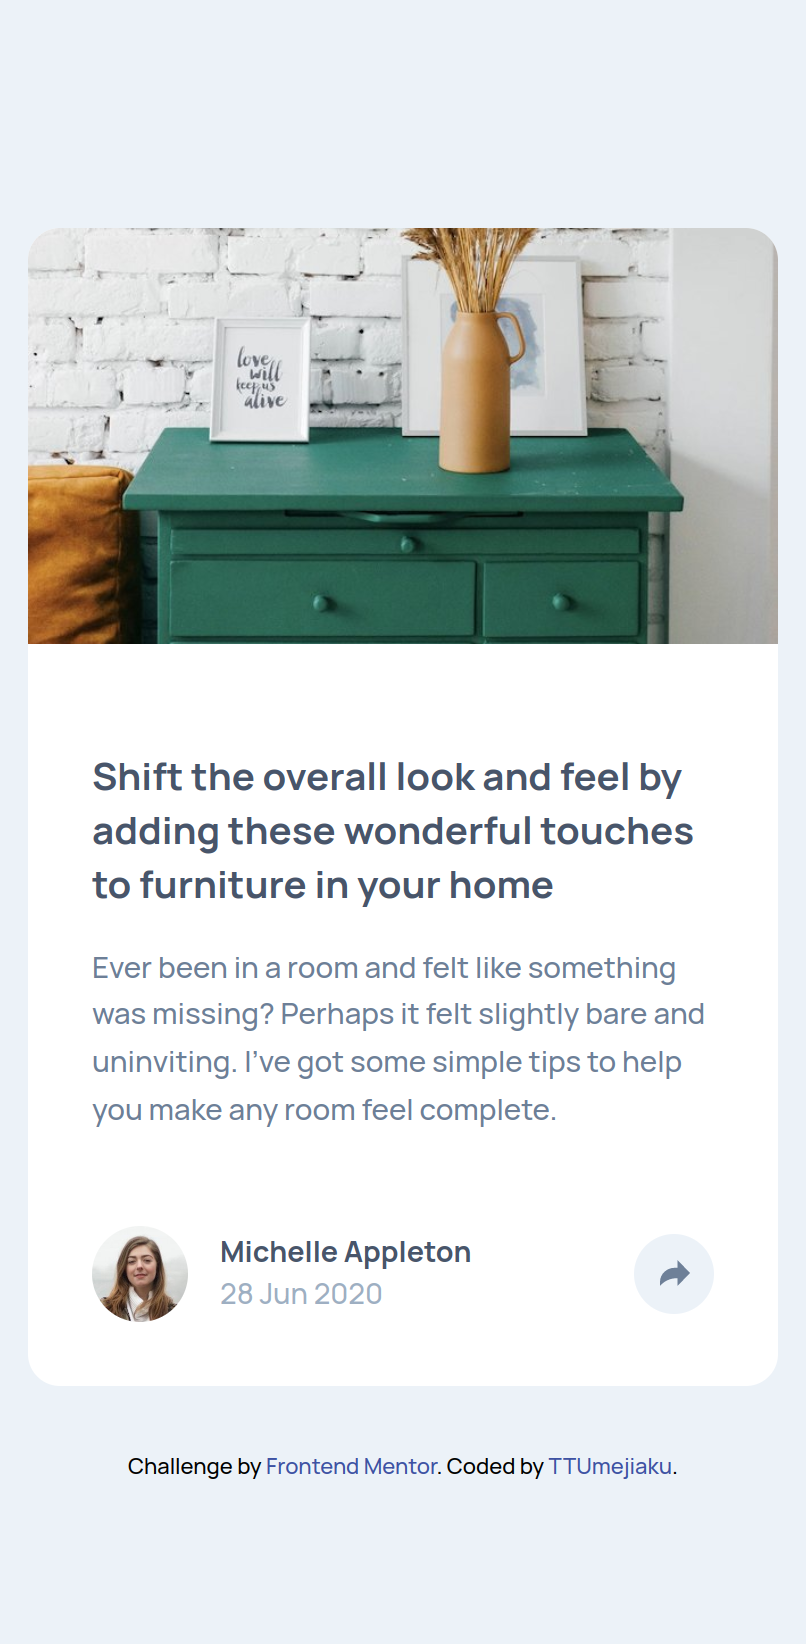 love
will
keep us
alive
Shift the overall look and feel by
adding these wonderful touches
to furniture in your home
Ever been in a room and felt like something
was missing? Perhaps it felt slightly bare and
uninviting. I’ve got some simple tips to help
you make any room feel complete.
Michelle Appleton
28 Jun 2020
Challenge by Frontend Mentor. Coded by TTUmejiaku.